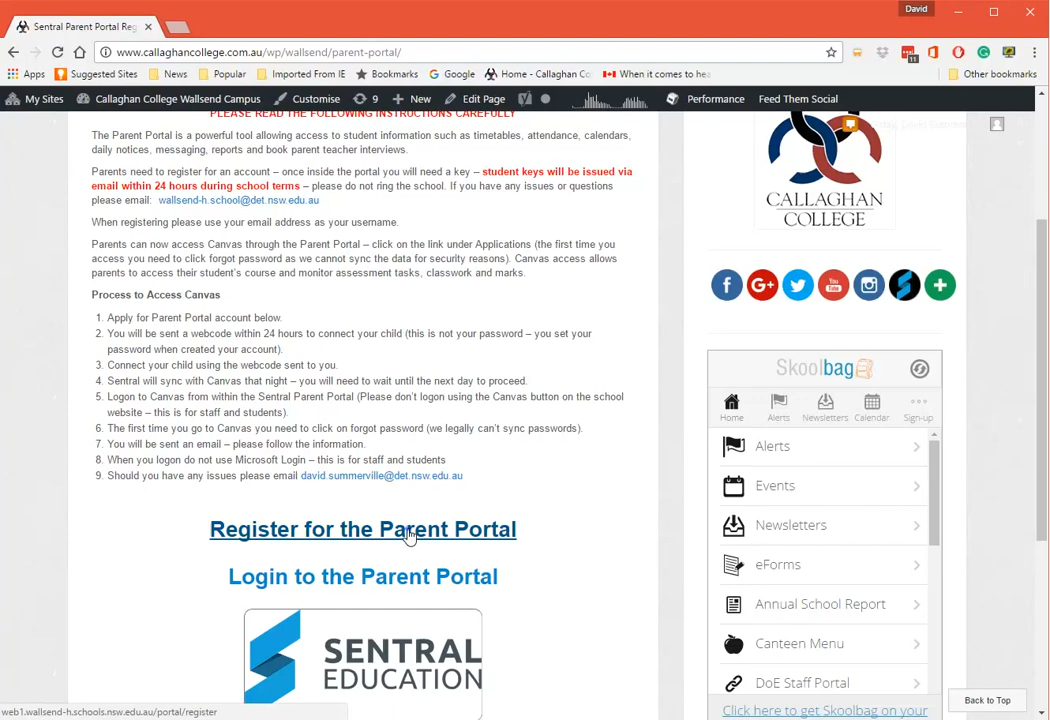 David
Sentral Parent Portal Reg
www.callaghancollege.com.au/wp/wallsend/parent-portal/
11
Apps Suggested Sites News Popular Imported From IE Bookmarks Google Home - Callaghan Co When it comes to hea Other bookmarks
My Sites Callaghan College Wallsend Campus Customise 9 New Edit Page Performance Feed Them Social
PLEASE READ THE FOLLOWING INSTRUCTIONS CAREFULLY
The Parent Portal is a powerful tool allowing access to student information such as timetables, attendance, calendars,
daily notices, messaging, reports and book parent teacher interviews.
Parents need to register for an account – once inside the portal you will need a key – student keys will be issued via
email within 24 hours during school terms – please do not ring the school. If you have any issues or questions
please email: wallsend-h.school@det.nsw.edu.au
When registering please use your email address as your username.
Parents can now access Canvas through the Parent Portal – click on the link under Applications (the first time you
access you need to click forgot password as we cannot sync the data for security reasons). Canvas access allows
parents to access their student's course and monitor assessment tasks, classwork and marks.
Process to Access Canvas
1. Apply for Parent Portal account below.
2. You will be sent a webcode within 24 hours to connect your child (this is not your password – you set your
password when created your account).
3. Connect your child using the webcode sent to you.
4. Sentral will sync with Canvas that night – you will need to wait until the next day to proceed.
5. Logon to Canvas from within the Sentral Parent Portal (Please don't logon using the Canvas button on the school
website – this is for staff and students).
6. The first time you go to Canvas you need to click on forgot password (we legally can't sync passwords).
7. You will be sent an email – please follow the information.
8. When you logon do not use Microsoft Login – this is for staff and students
9. Should you have any issues please email david.summerville@det.nsw.edu.au
Register for the Parent Portal
Login to the Parent Portal
SENTRAL
EDUCATION
web1.wallsend-h.schools.nsw.edu.au/portal/register
CALLAGHAN
COLLEGE
f G+ You Tube
Skoolbag
Home Alerts Newsletters Calendar Sign-up
Alerts
Events
Newsletters
eForms
Annual School Report
Canteen Menu
DoE Staff Portal
Click here to get Skoolbag on your
Back to Top